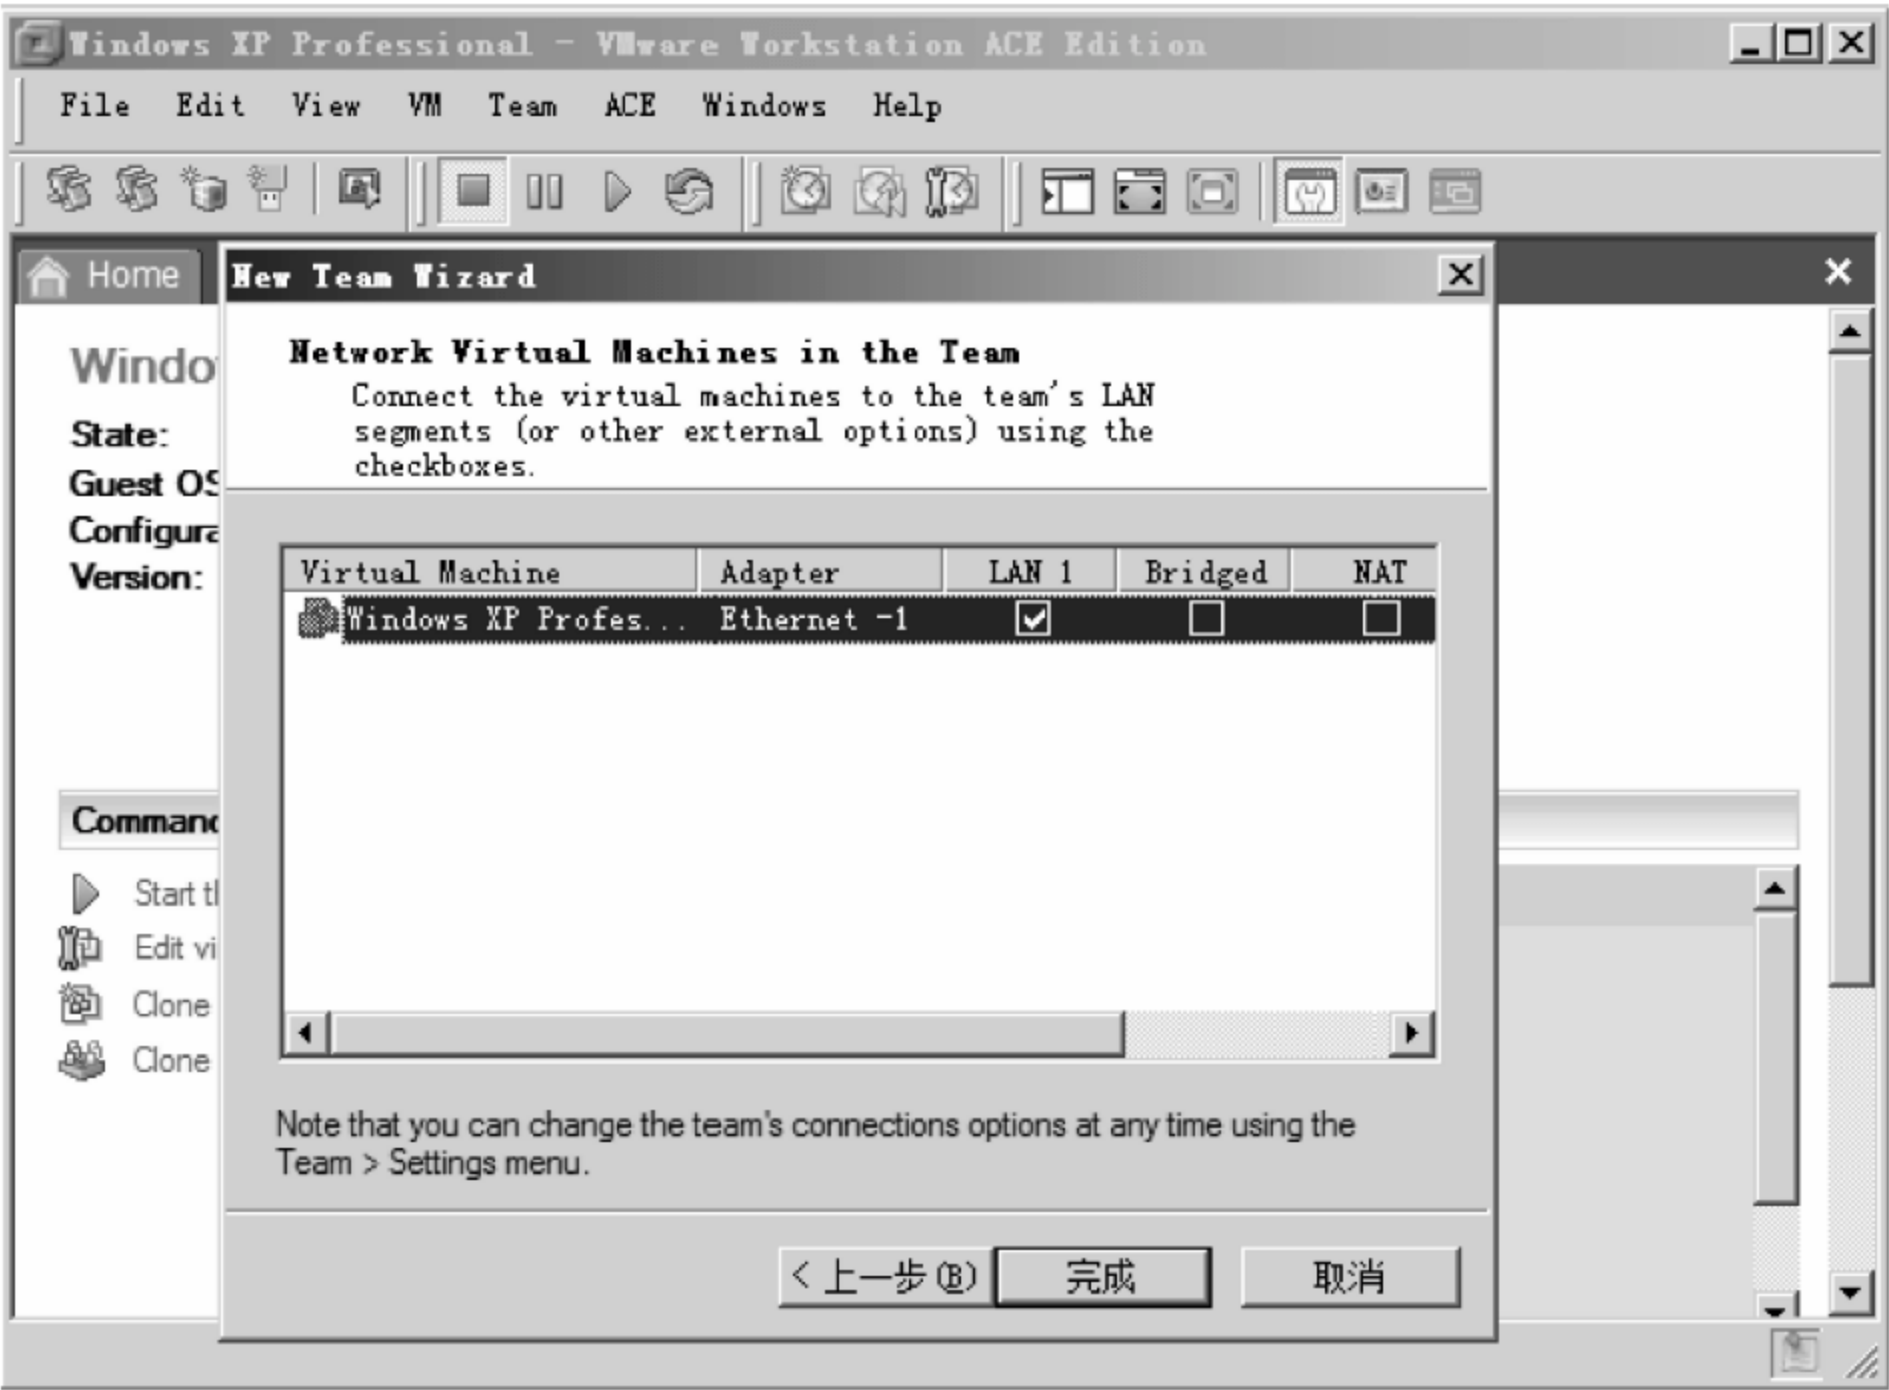 Windows XP Professional - VMware Workstation ACE Edition
File Edit View VM Team ACE Windows Help
Home
New Team Wizard
Network Virtual Machines in the Team
Connect the virtual machines to the team's LAN
segments (or other external options) using the
checkboxes.
Windo
State:
Guest OS
Configura
Version:
Virtual Machine Adapter LAN 1 Bridged NAT
Windows XP Profes... Ethernet -1
Command
Start th
Edit vi
Clone
Clone
Note that you can change the team's connections options at any time using the
Team > Settings menu.
< 上一步(B) 完成 取消